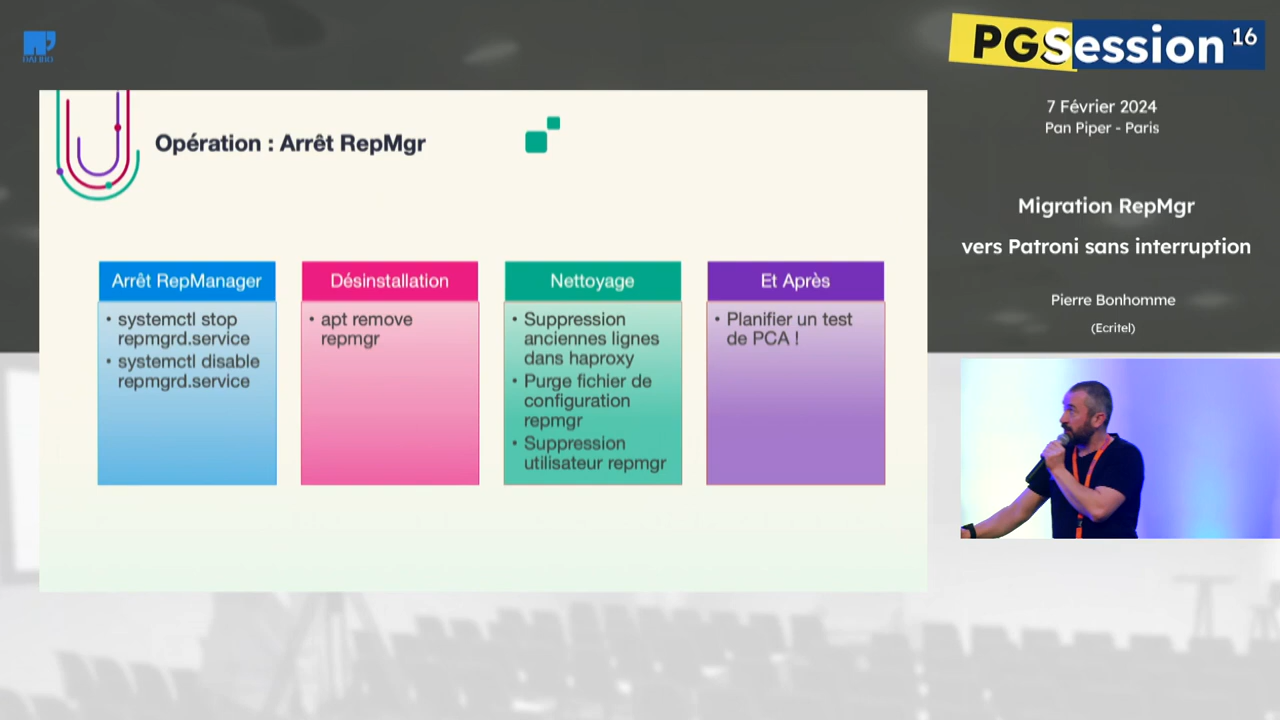 PGSession 16
7 Février 2024
Pan Piper - Paris
Migration RepMgr
vers Patroni sans interruption
Pierre Bonhomme
(Ecritel)
Opération : Arrêt RepMgr
Arrêt RepManager
• systemctl stop
repmgrd.service
• systemctl disable
repmgrd.service
Désinstallation
• apt remove
repmgr
Nettoyage
• Suppression
anciennes lignes
dans haproxy
• Purge fichier de
configuration
repmgr
• Suppression
utilisateur repmgr
Et Après
• Planifier un test
de PCA !